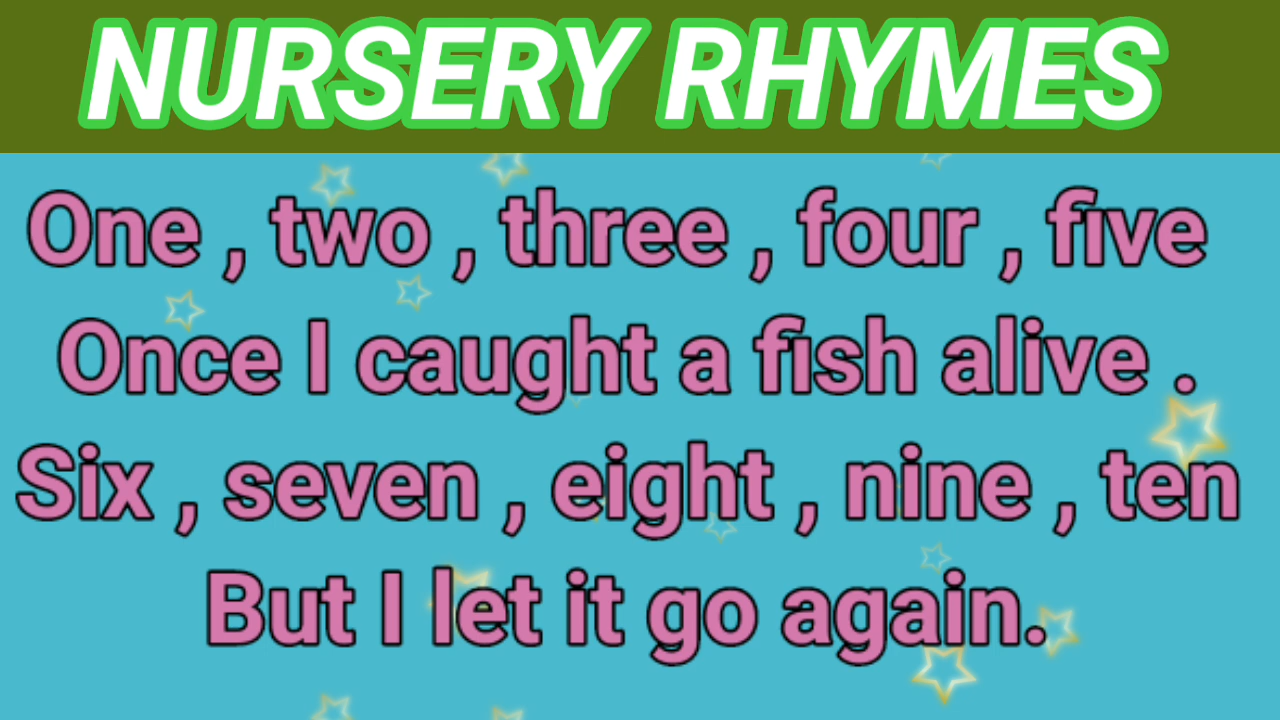 NURSERY RHYMES
One , two , three , four , five
Once I caught a fish alive .
Six , seven , eight , nine , ten
But I let it go again.